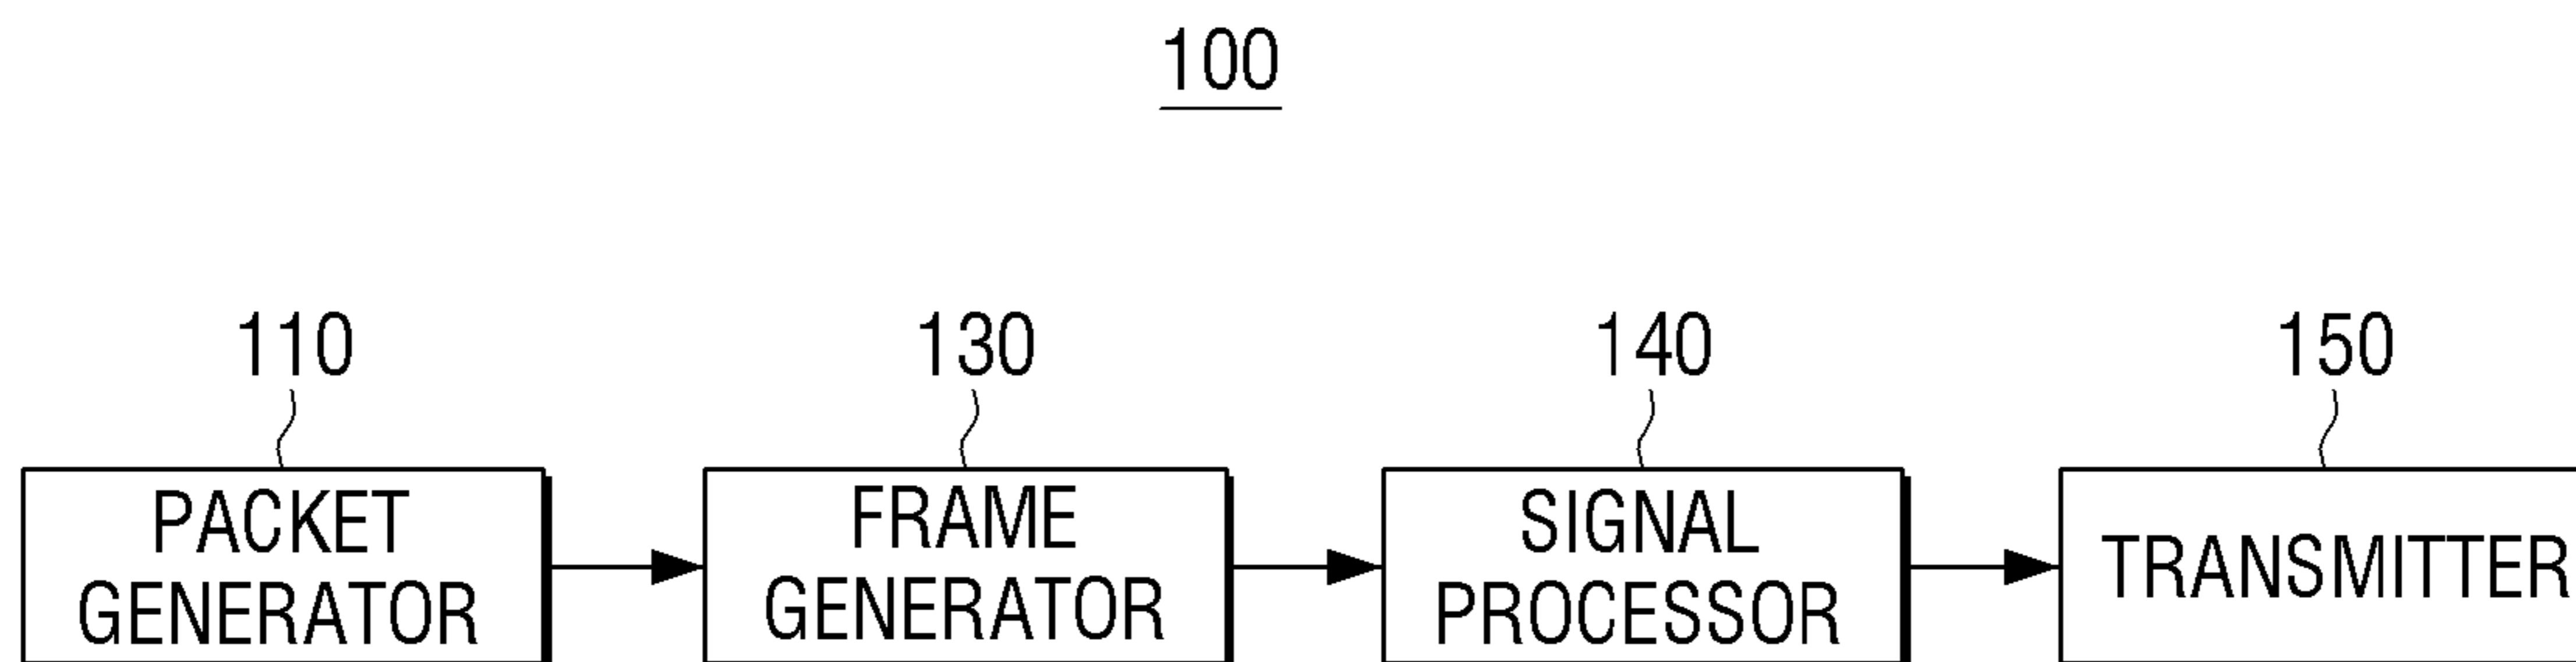 100
110
130
140
150
PACKET
GENERATOR
FRAME
GENERATOR
SIGNAL
PROCESSOR
TRANSMITTER